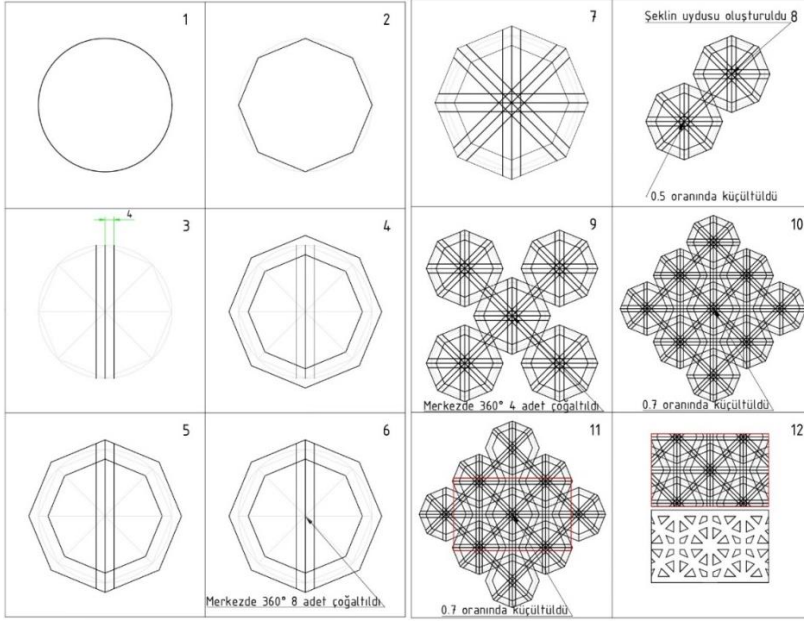 1
2
3
4
4
5
6
Merkezde 360° 8 adet çoğaltıldı
7
Şeklin uydusu oluşturuldu 8
0.5 oranında küçültüldü
9
Merkezde 360° 4 adet çoğaltıldı
10
0.7 oranında küçültüldü
11
0.7 oranında küçültüldü
12